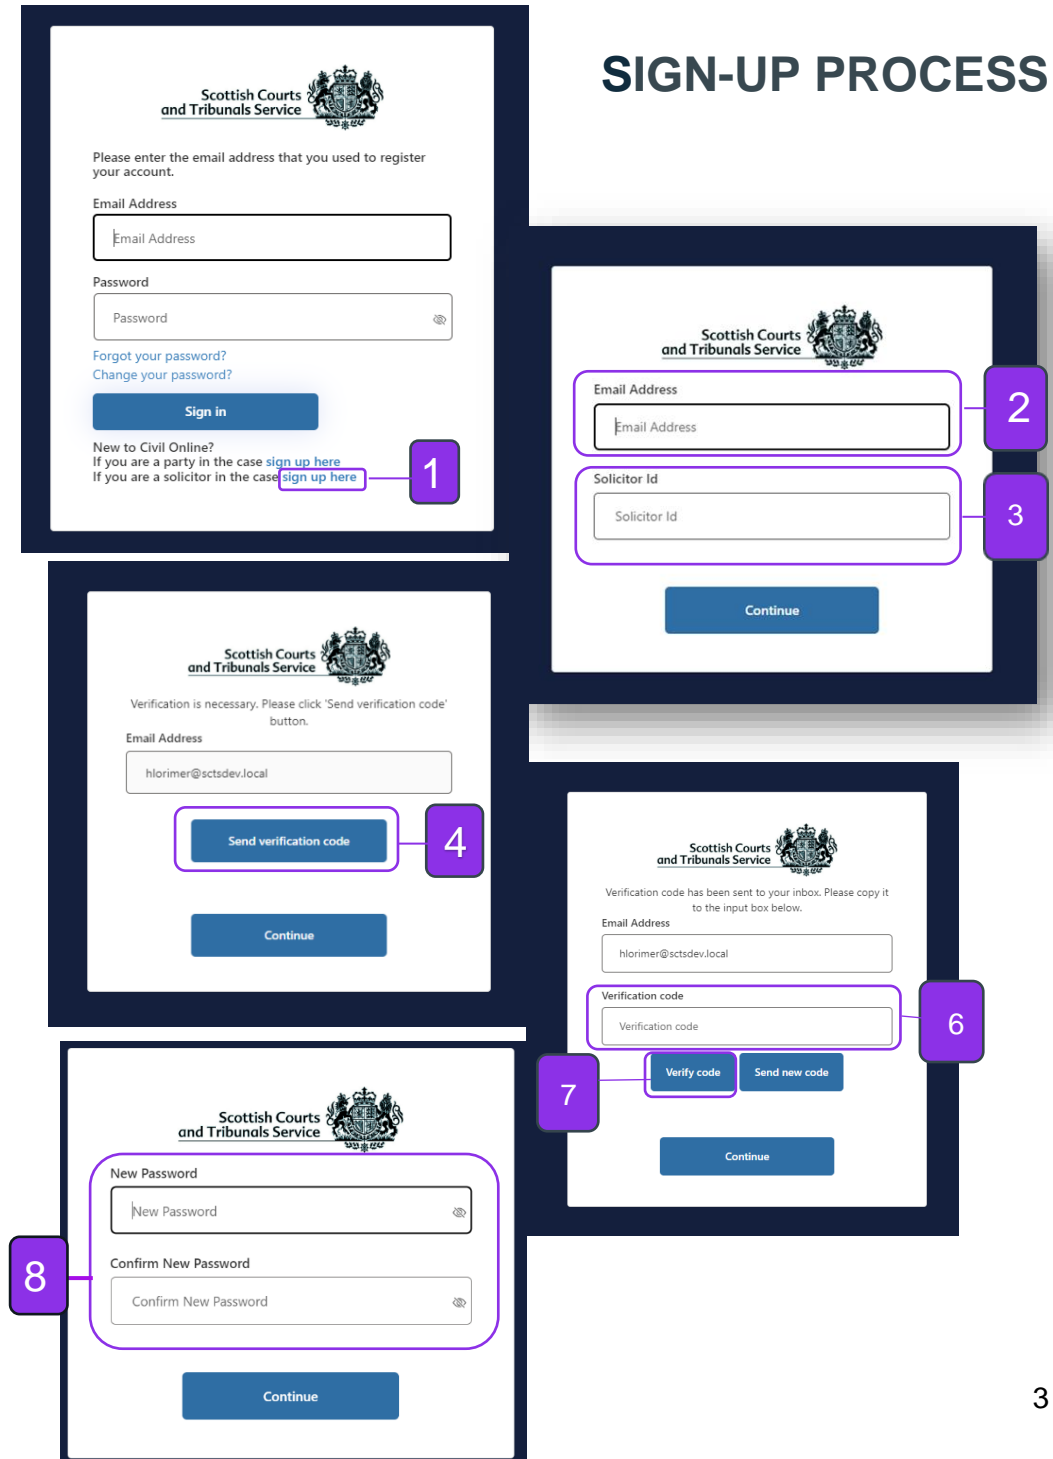 SIGN-UP PROCESS
Scottish Courts
and Tribunals Service
Please enter the email address that you used to register
your account.
Email Address
Email Address
Password
Password
Forgot your password?
Change your password?
Sign in
New to Civil Online?
If you are a party in the case sign up here
If you are a solicitor in the case sign up here
1
Scottish Courts
and Tribunals Service
Email Address
Email Address
2
Solicitor Id
Solicitor Id
3
Continue
Scottish Courts
and Tribunals Service
Verification is necessary. Please click 'Send verification code'
button.
Email Address
hlorimer@sctsdev.local
Send verification code
4
Continue
Scottish Courts
and Tribunals Service
Verification code has been sent to your inbox. Please copy it
to the input box below.
Email Address
hlorimer@sctsdev.local
Verification code
Verification code
6
Verify code
Send new code
7
Continue
Scottish Courts
and Tribunals Service
New Password
New Password
Confirm New Password
Confirm New Password
8
Continue
3